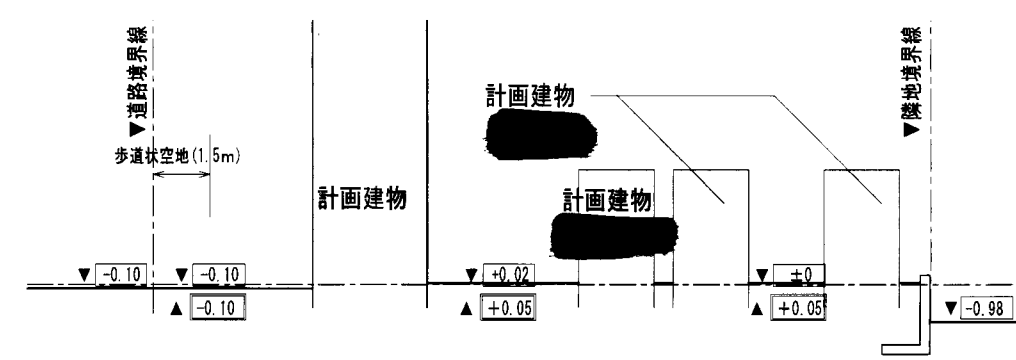 ▼道路境界線
歩道状空地(1.5m)
計画建物
計画建物
計画建物
▼隣地境界線
▼ -0.10
▼ -0.10
▲ -0.10
▼ +0.02
▲ +0.05
▼ ±0
▲ +0.05
▼ -0.98